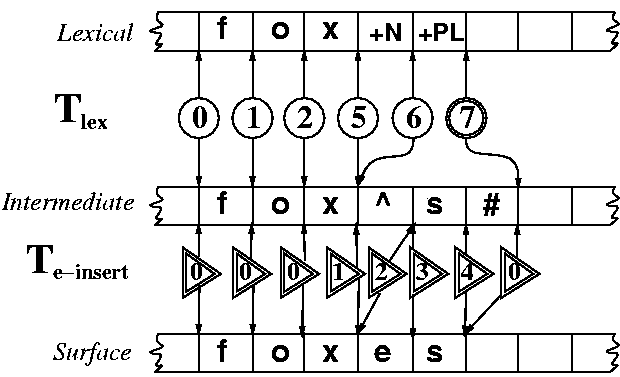 Lexical f o x +N +PL
T lex 0 1 2 5 6 7
Intermediate f o x ^ s #
T e–insert 0 0 0 1 2 3 4 0
Surface f o x e s